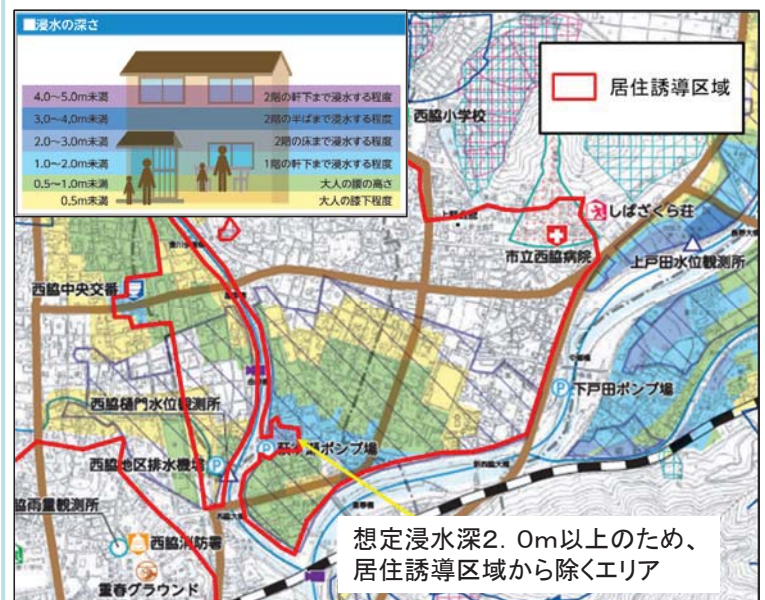 ■浸水の深さ
4.0～5.0m未満 2階の軒下まで浸水する程度
3.0～4.0m未満 2階の半ばまで浸水する程度
2.0～3.0m未満 2階の床まで浸水する程度
1.0～2.0m未満 1階の軒下まで浸水する程度
0.5～1.0m未満 大人の腰の高さ
0.5m未満 大人の膝下程度
居住誘導区域
西脇小学校
しばざくら荘
市立西脇病院
上戸田水位観測所
西脇中央交番
下戸田ポンプ場
西脇樋門水位観測所
ポンプ場
西脇地区排水機場
脇雨量観測所
西脇消防署
重春グラウンド
想定浸水深2．0m以上のため、
居住誘導区域から除くエリア